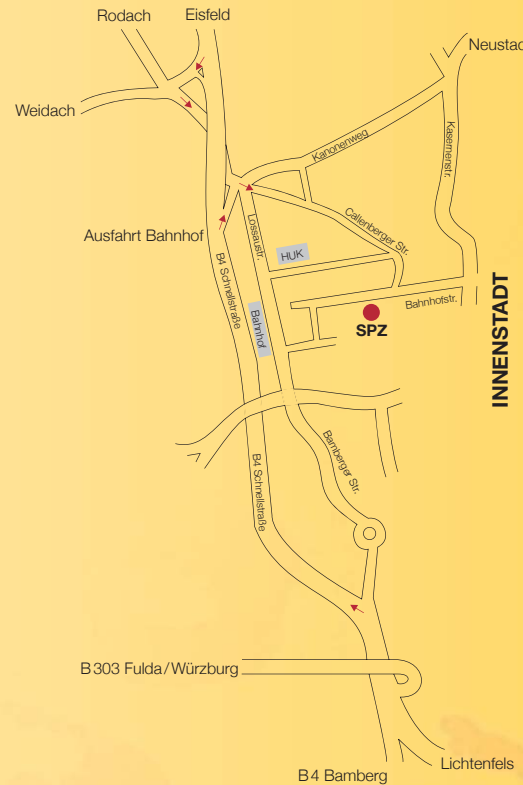 Rodach
Eisfeld
Neustad
Weidach
Kanonenweg
Kasernenstr.
Callenberger Str.
Lossaustr.
Ausfahrt Bahnhof
HUK
B4 Schnellstraße
Bahnhof
Bahnhofstr.
SPZ
INNENSTADT
Bamberger Str.
B4 Schnellstraße
B303 Fulda/Würzburg
Lichtenfels
B4 Bamberg